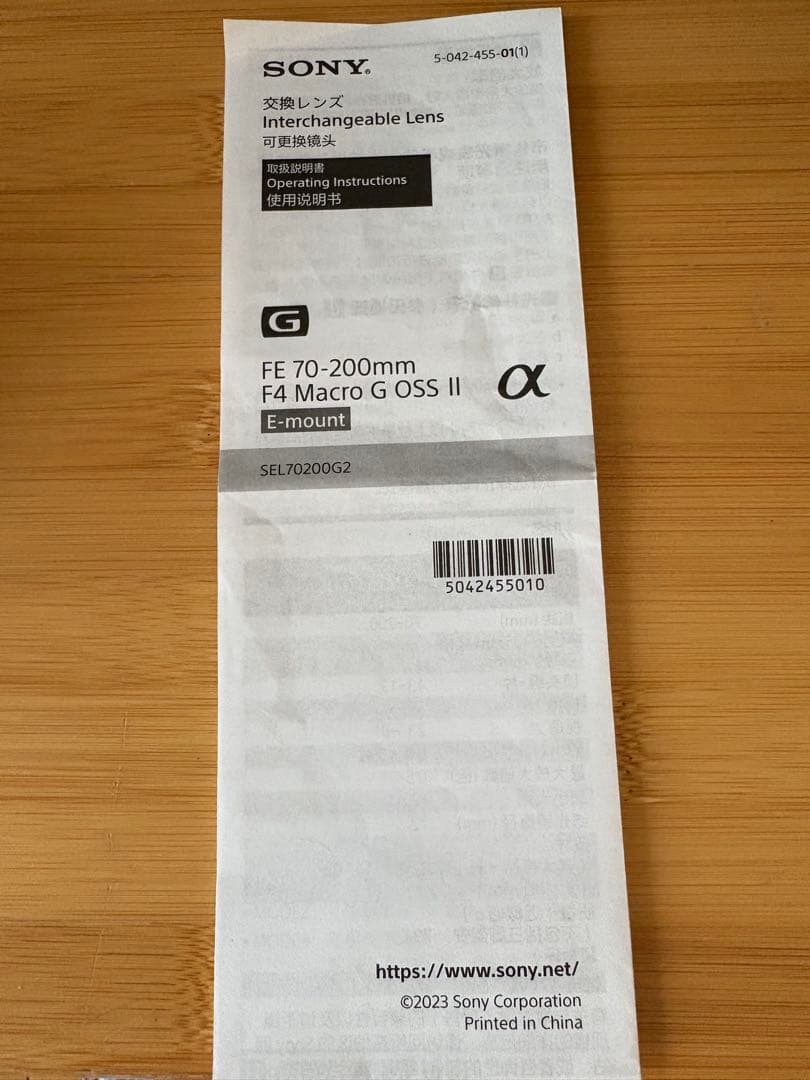 SONY®
5-042-455-01(1)
交換レンズ
Interchangeable Lens
可更换镜头
取扱説明書
Operating Instructions
使用说明书
G
FE 70-200mm
F4 Macro G OSS II
α
E-mount
SEL70200G2
5042455010
https://www.sony.net/
©2023 Sony Corporation
Printed in China